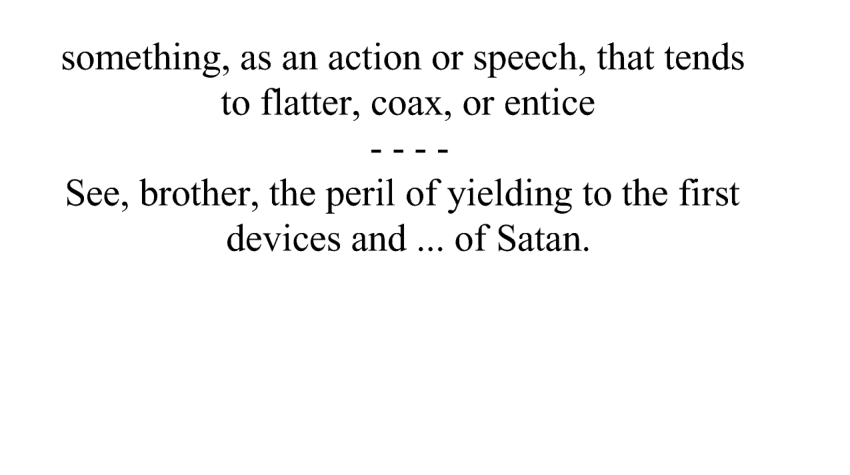 something, as an action or speech, that tends
to flatter, coax, or entice
- - - -
See, brother, the peril of yielding to the first
devices and ... of Satan.